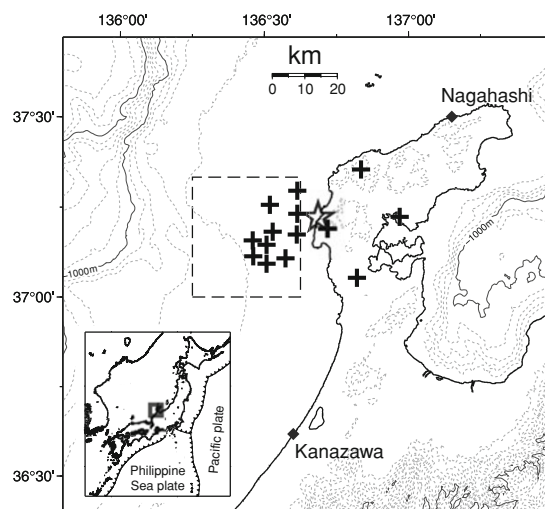 136°00' 136°30' 137°00'
km
0 10 20
Nagahashi
37°30'
-1000m
-1000m
37°00'
Kanazawa
36°30'
Pacific plate
Philippine
Sea plate